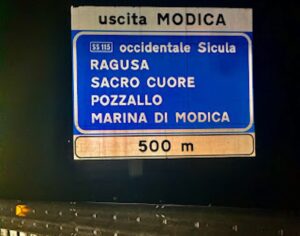 uscita MODICA
SS 115 occidentale Sicula
RAGUSA
SACRO CUORE
POZZALLO
MARINA DI MODICA
500 m